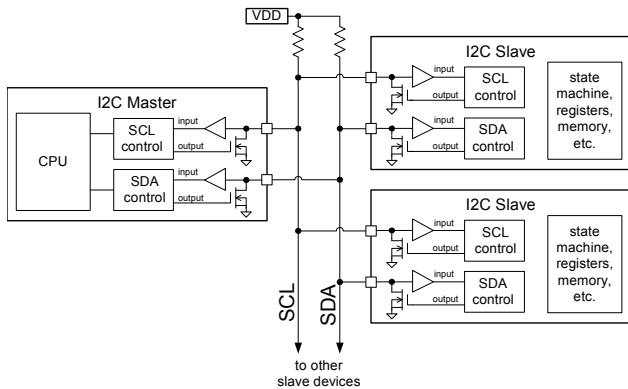 VDD
I2C Slave
input
SCL
control
output
state
machine,
registers,
memory,
etc.
input
SDA
control
output
I2C Master
CPU
SCL
control
input
output
SDA
control
input
output
I2C Slave
input
SCL
control
output
state
machine,
registers,
memory,
etc.
input
SDA
control
output
SCL
SDA
to other
slave devices